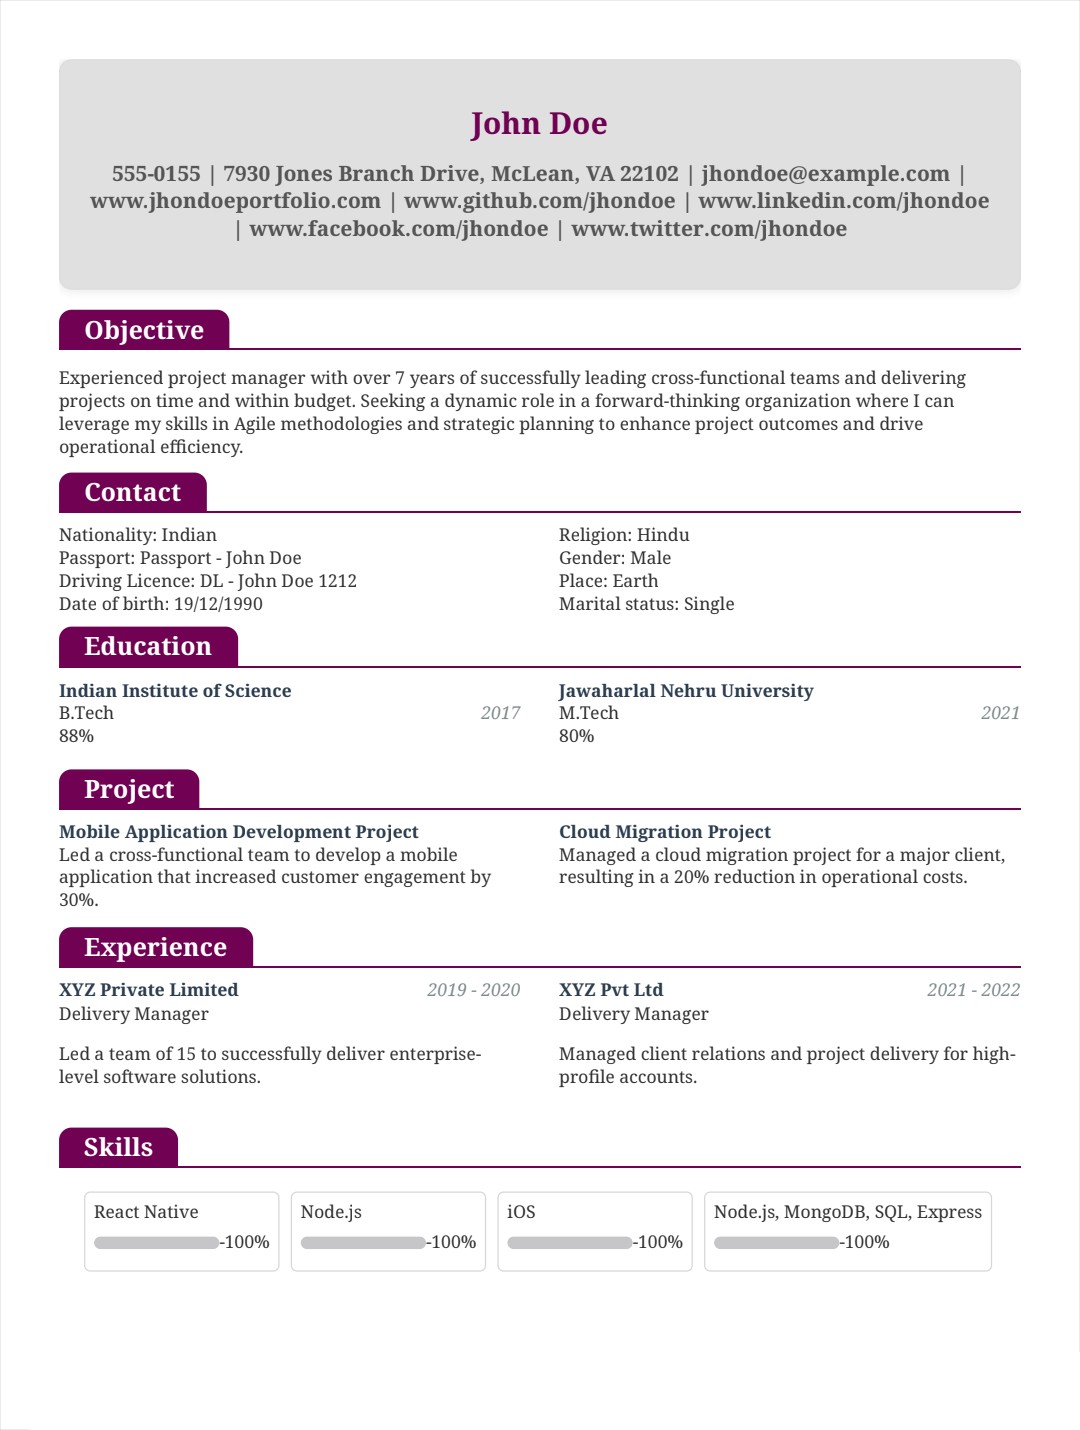 John Doe
555-0155 | 7930 Jones Branch Drive, McLean, VA 22102 | jhondoe@example.com |
www.jhondoeportfolio.com | www.github.com/jhondoe | www.linkedin.com/jhondoe
| www.facebook.com/jhondoe | www.twitter.com/jhondoe
Objective
Experienced project manager with over 7 years of successfully leading cross-functional teams and delivering
projects on time and within budget. Seeking a dynamic role in a forward-thinking organization where I can
leverage my skills in Agile methodologies and strategic planning to enhance project outcomes and drive
operational efficiency.
Contact
Nationality: Indian
Passport: Passport - John Doe
Driving Licence: DL - John Doe 1212
Date of birth: 19/12/1990
Religion: Hindu
Gender: Male
Place: Earth
Marital status: Single
Education
Indian Institute of Science
B.Tech 2017
88%
Jawaharlal Nehru University
M.Tech 2021
80%
Project
Mobile Application Development Project
Led a cross-functional team to develop a mobile
application that increased customer engagement by
30%.
Cloud Migration Project
Managed a cloud migration project for a major client,
resulting in a 20% reduction in operational costs.
Experience
XYZ Private Limited 2019 - 2020
Delivery Manager
Led a team of 15 to successfully deliver enterprise-
level software solutions.
XYZ Pvt Ltd 2021 - 2022
Delivery Manager
Managed client relations and project delivery for high-
profile accounts.
Skills
React Native
-100%
Node.js
-100%
iOS
-100%
Node.js, MongoDB, SQL, Express
-100%